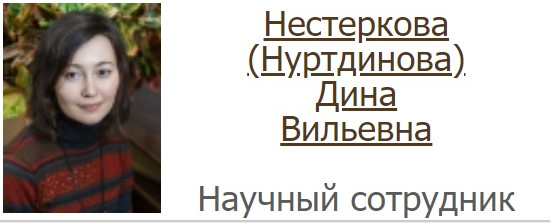 Нестеркова
(Нуртдинова)
Дина
Вильевна
Научный сотрудник